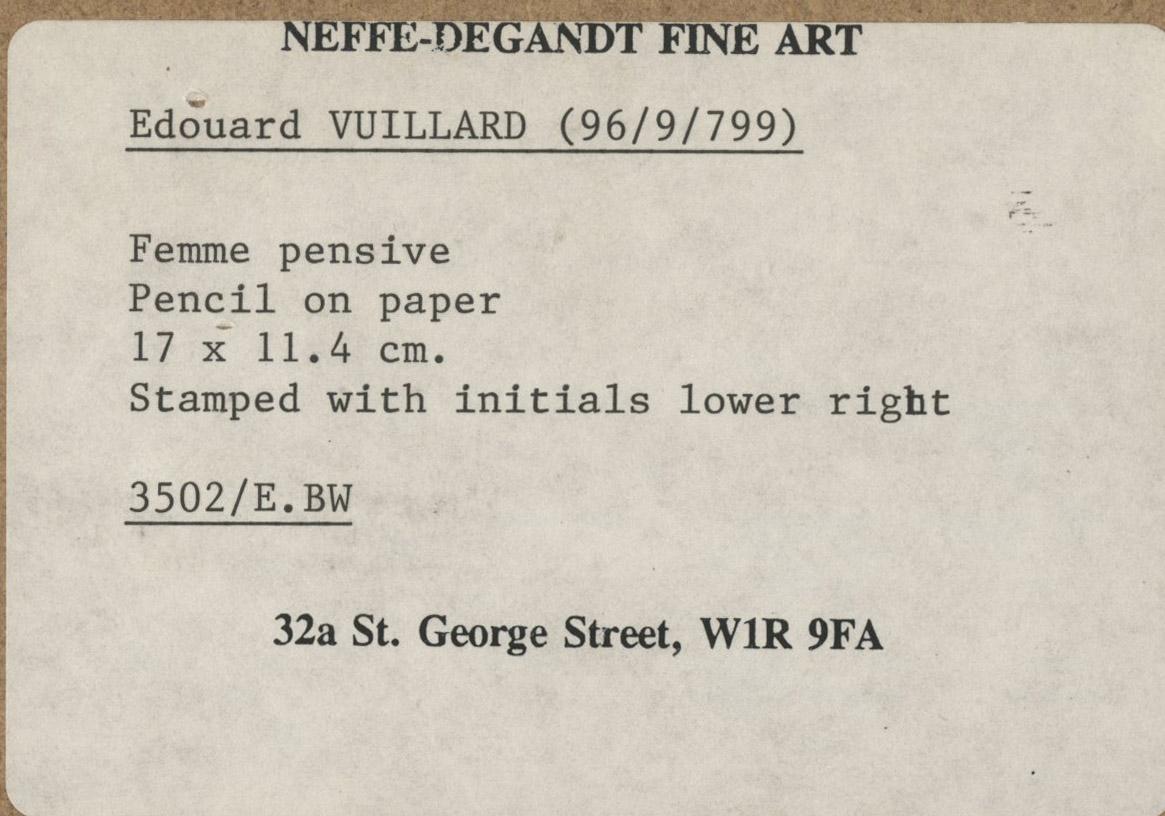 NEFFE-DEGANDT FINE ART
Edouard VUILLARD (96/9/799)
Femme pensive
Pencil on paper
17 x 11.4 cm.
Stamped with initials lower right
3502/E.BW
32a St. George Street, W1R 9FA